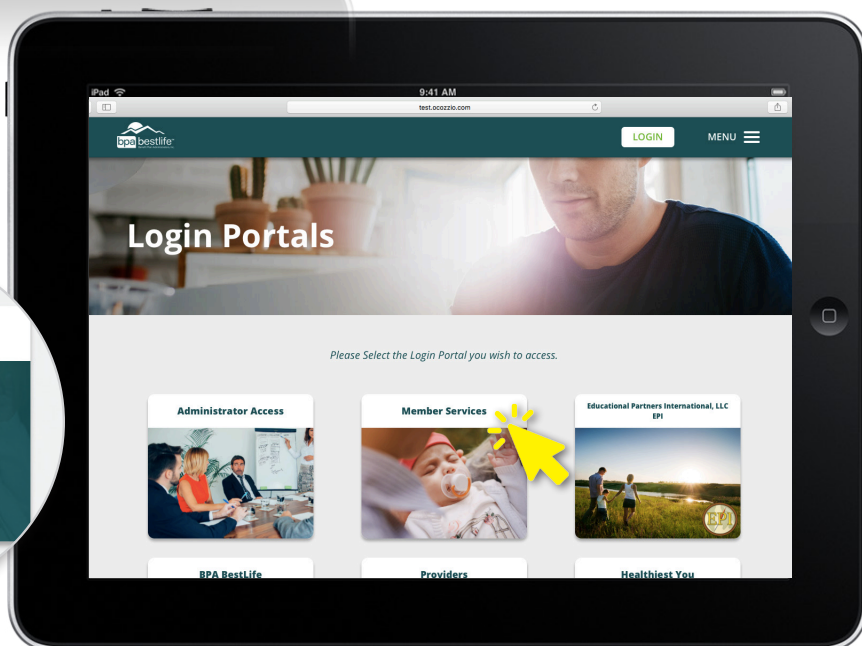 iPad
9:41 AM
test.ocozzio.com
bpa bestlife
LOGIN
MENU
Login Portals
Please Select the Login Portal you wish to access.
Administrator Access
Member Services
Educational Partners International, LLC
EPI
EPI
BPA BestLife
Providers
Healthiest You